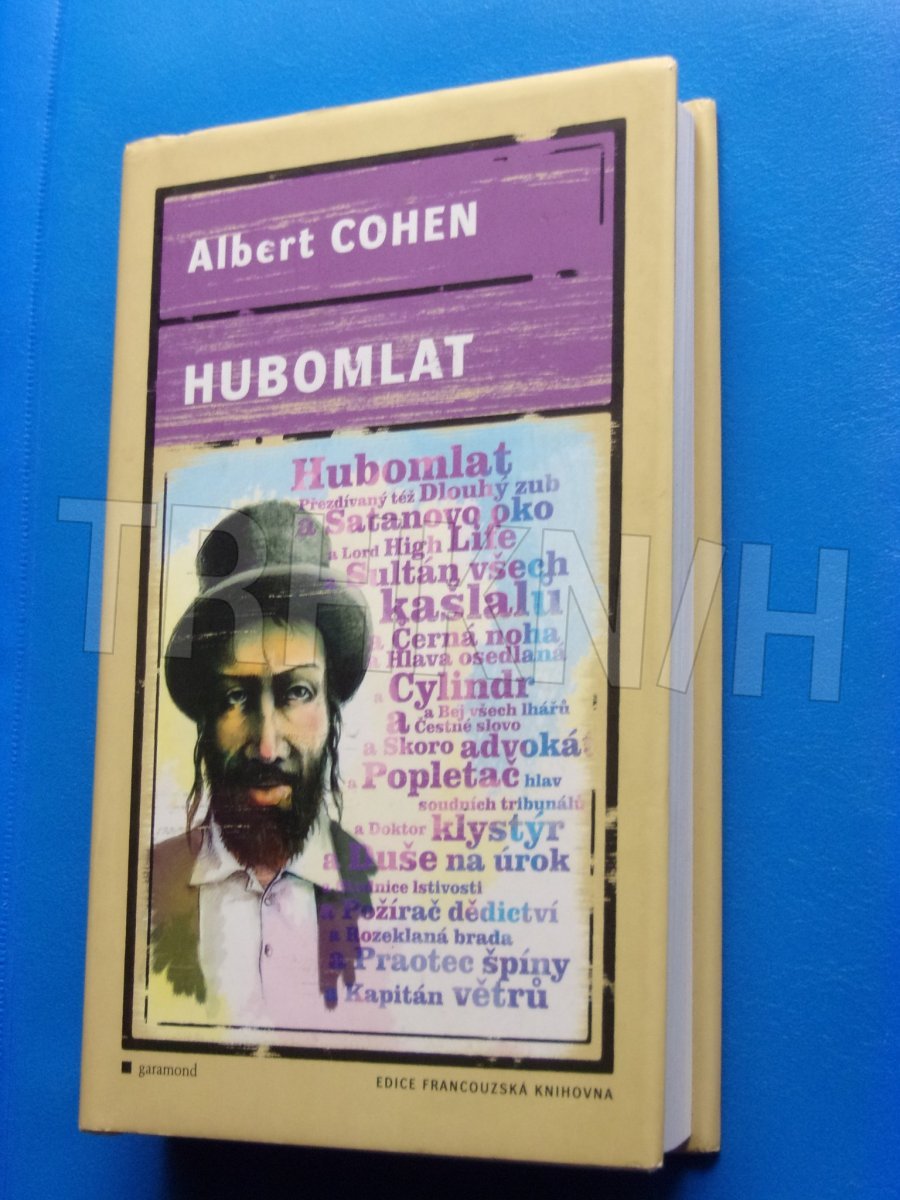 Albert COHEN
HUBOMLAT
Hubomlat
Přezdívaný též Dlouhý zub
a Satanovo oko
a Lord High Life
a Sultán všech
kašlalů
a Černá noha
a Hlava osedlaná
a Cylindr
a Bej všech lhářů
a Čestné slovo
a Skoro advokát
a Popletač hlav
soudních tribunálů
a Doktor klystýr
a Duše na úrok
a lstivosti
a Požírač dědictví
a Rozeklaná brada
a Praotec špíny
a Kapitán větrů
garamond
EDICE FRANCOUZSKÁ KNIHOVNA
TRHKNIH